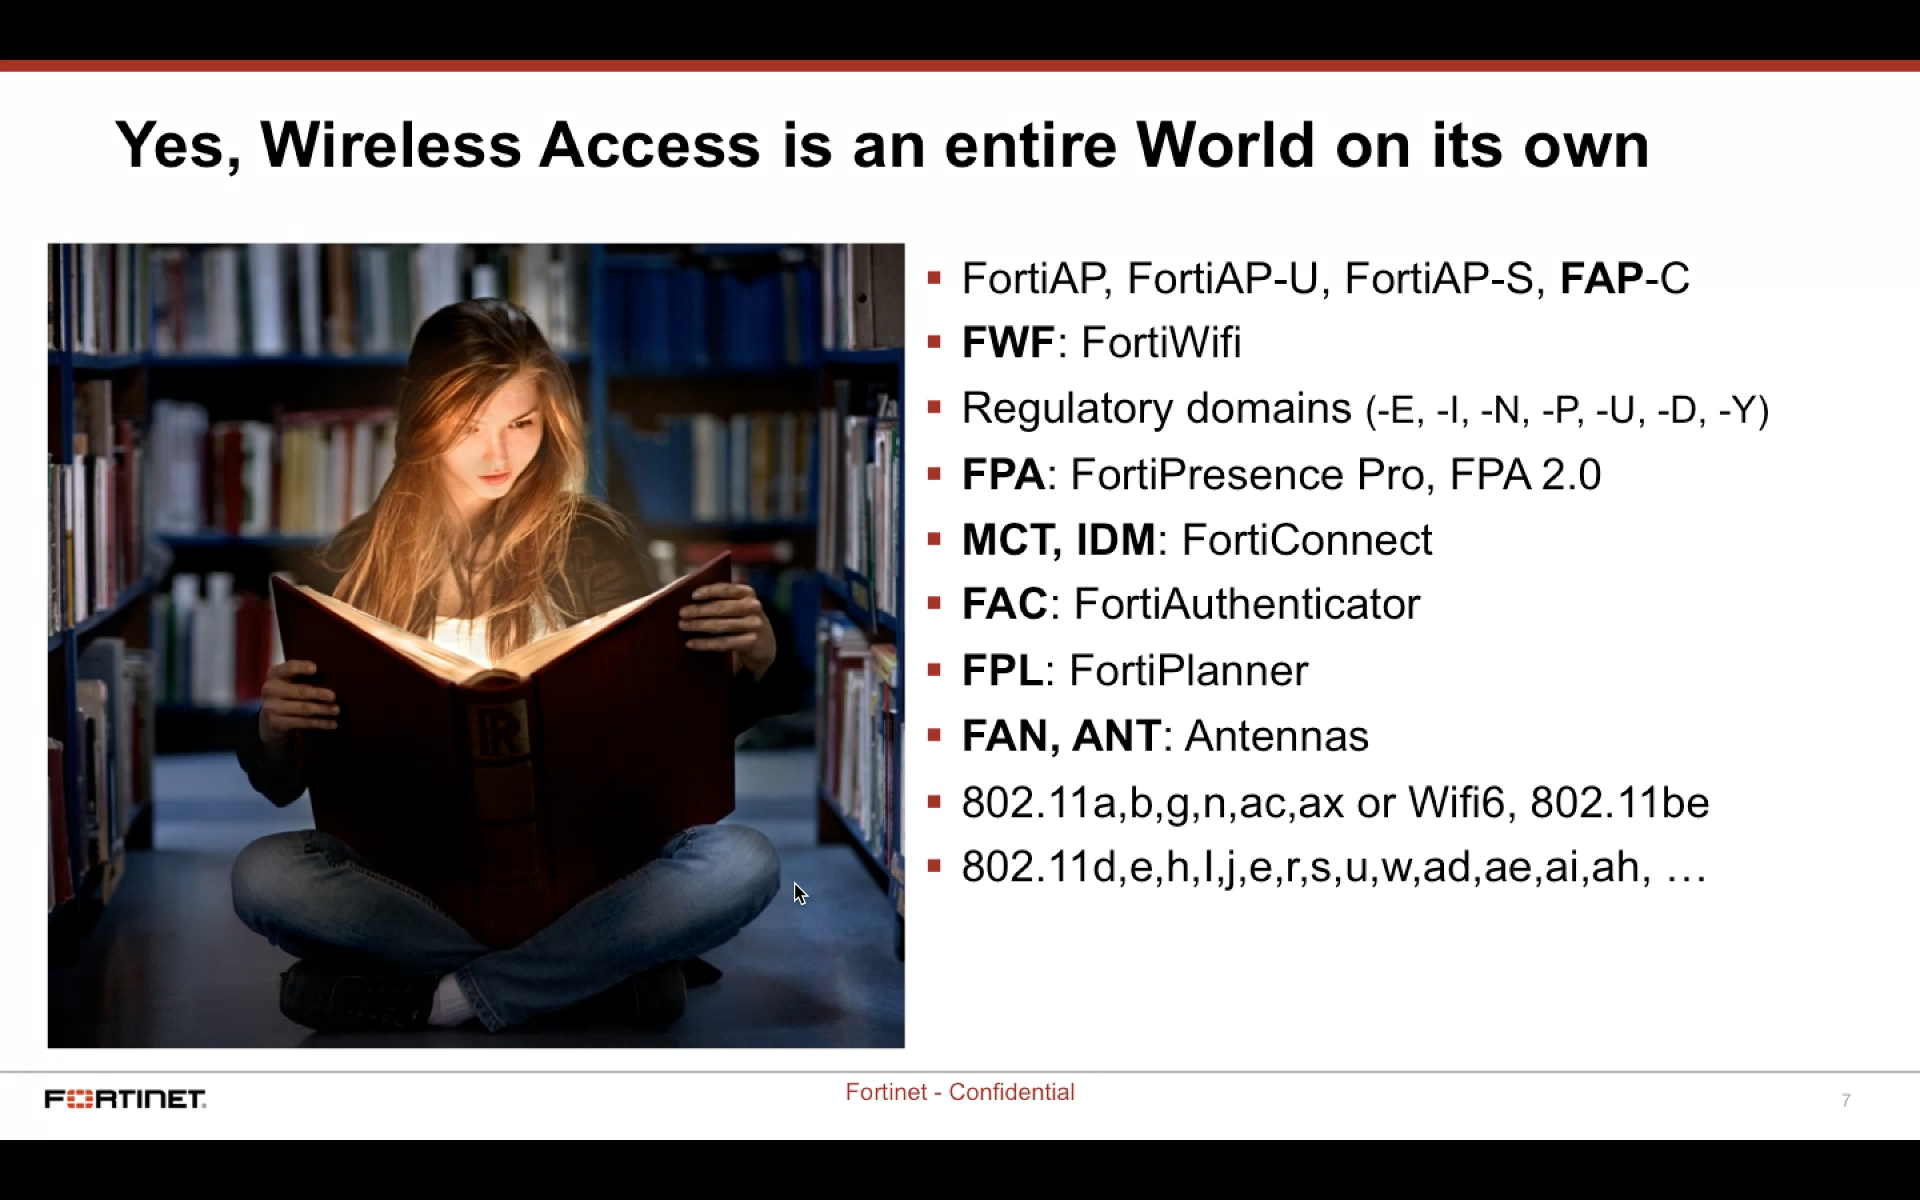 Yes, Wireless Access is an entire World on its own
FortiAP, FortiAP-U, FortiAP-S, FAP-C
FWF: FortiWifi
Regulatory domains (-E, -I, -N, -P, -U, -D, -Y)
FPA: FortiPresence Pro, FPA 2.0
MCT, IDM: FortiConnect
FAC: FortiAuthenticator
FPL: FortiPlanner
FAN, ANT: Antennas
802.11a,b,g,n,ac,ax or Wifi6, 802.11be
802.11d,e,h,I,j,e,r,s,u,w,ad,ae,ai,ah, …
FORTINET
Fortinet - Confidential
7